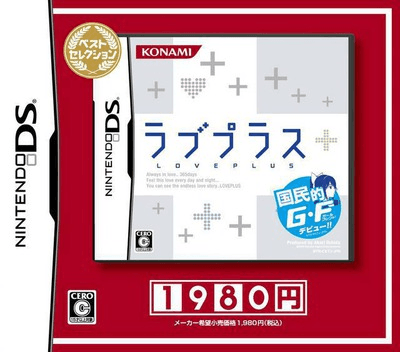 NINTENDO DS
ベスト
セレクション
KONAMI
NINTENDO DS
ラブプラス
LOVEPLUS
Always in love...365days
Feel the love every day and night...
You can see the endless love story...LOVEPLUS
国民的
G・F
デビュー!!
CERO
C
CERO
C
1980円
メーカー希望小売価格1,980円(税込)